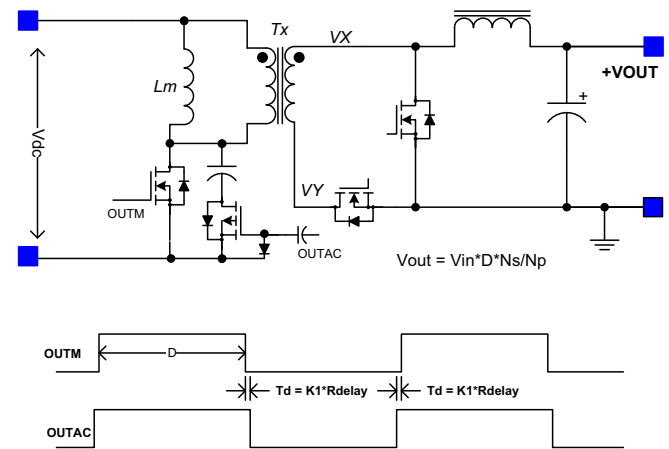 Tx
VX
Lm
+
+VOUT
Vdc
VY
OUTM
OUTAC
Vout = Vin*D*Ns/Np
OUTM
D
Td = K1*Rdelay
Td = K1*Rdelay
OUTAC